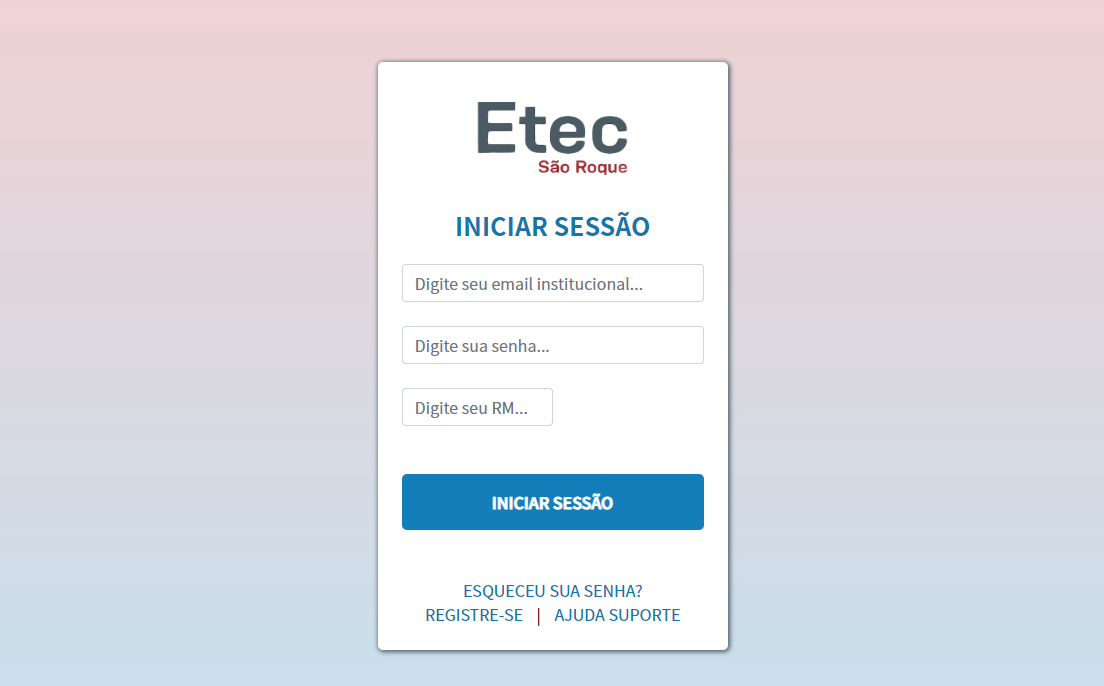 Etec
São Roque
INICIAR SESSÃO
Digite seu email institucional...
Digite sua senha...
Digite seu RM...
INICIAR SESSÃO
ESQUECEU SUA SENHA?
REGISTRE-SE | AJUDA SUPORTE